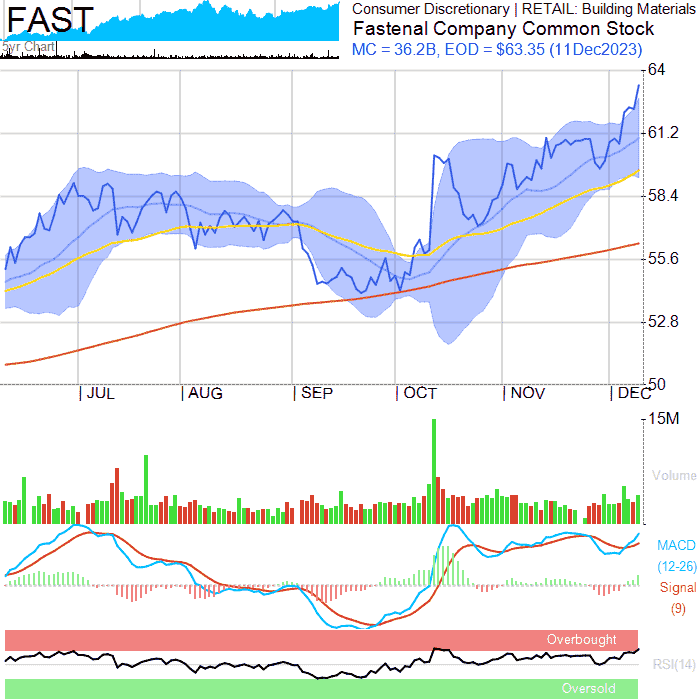 FAST
5yr Chart
Consumer Discretionary | RETAIL: Building Materials
Fastenal Company Common Stock
MC = 36.2B, EOD = $63.35 (11Dec2023)
64
61.2
58.4
55.6
52.8
50
JUL AUG SEP OCT NOV DEC
15M
Volume
MACD
(12-26)
Signal
(9)
Overbought
RSI(14)
Oversold